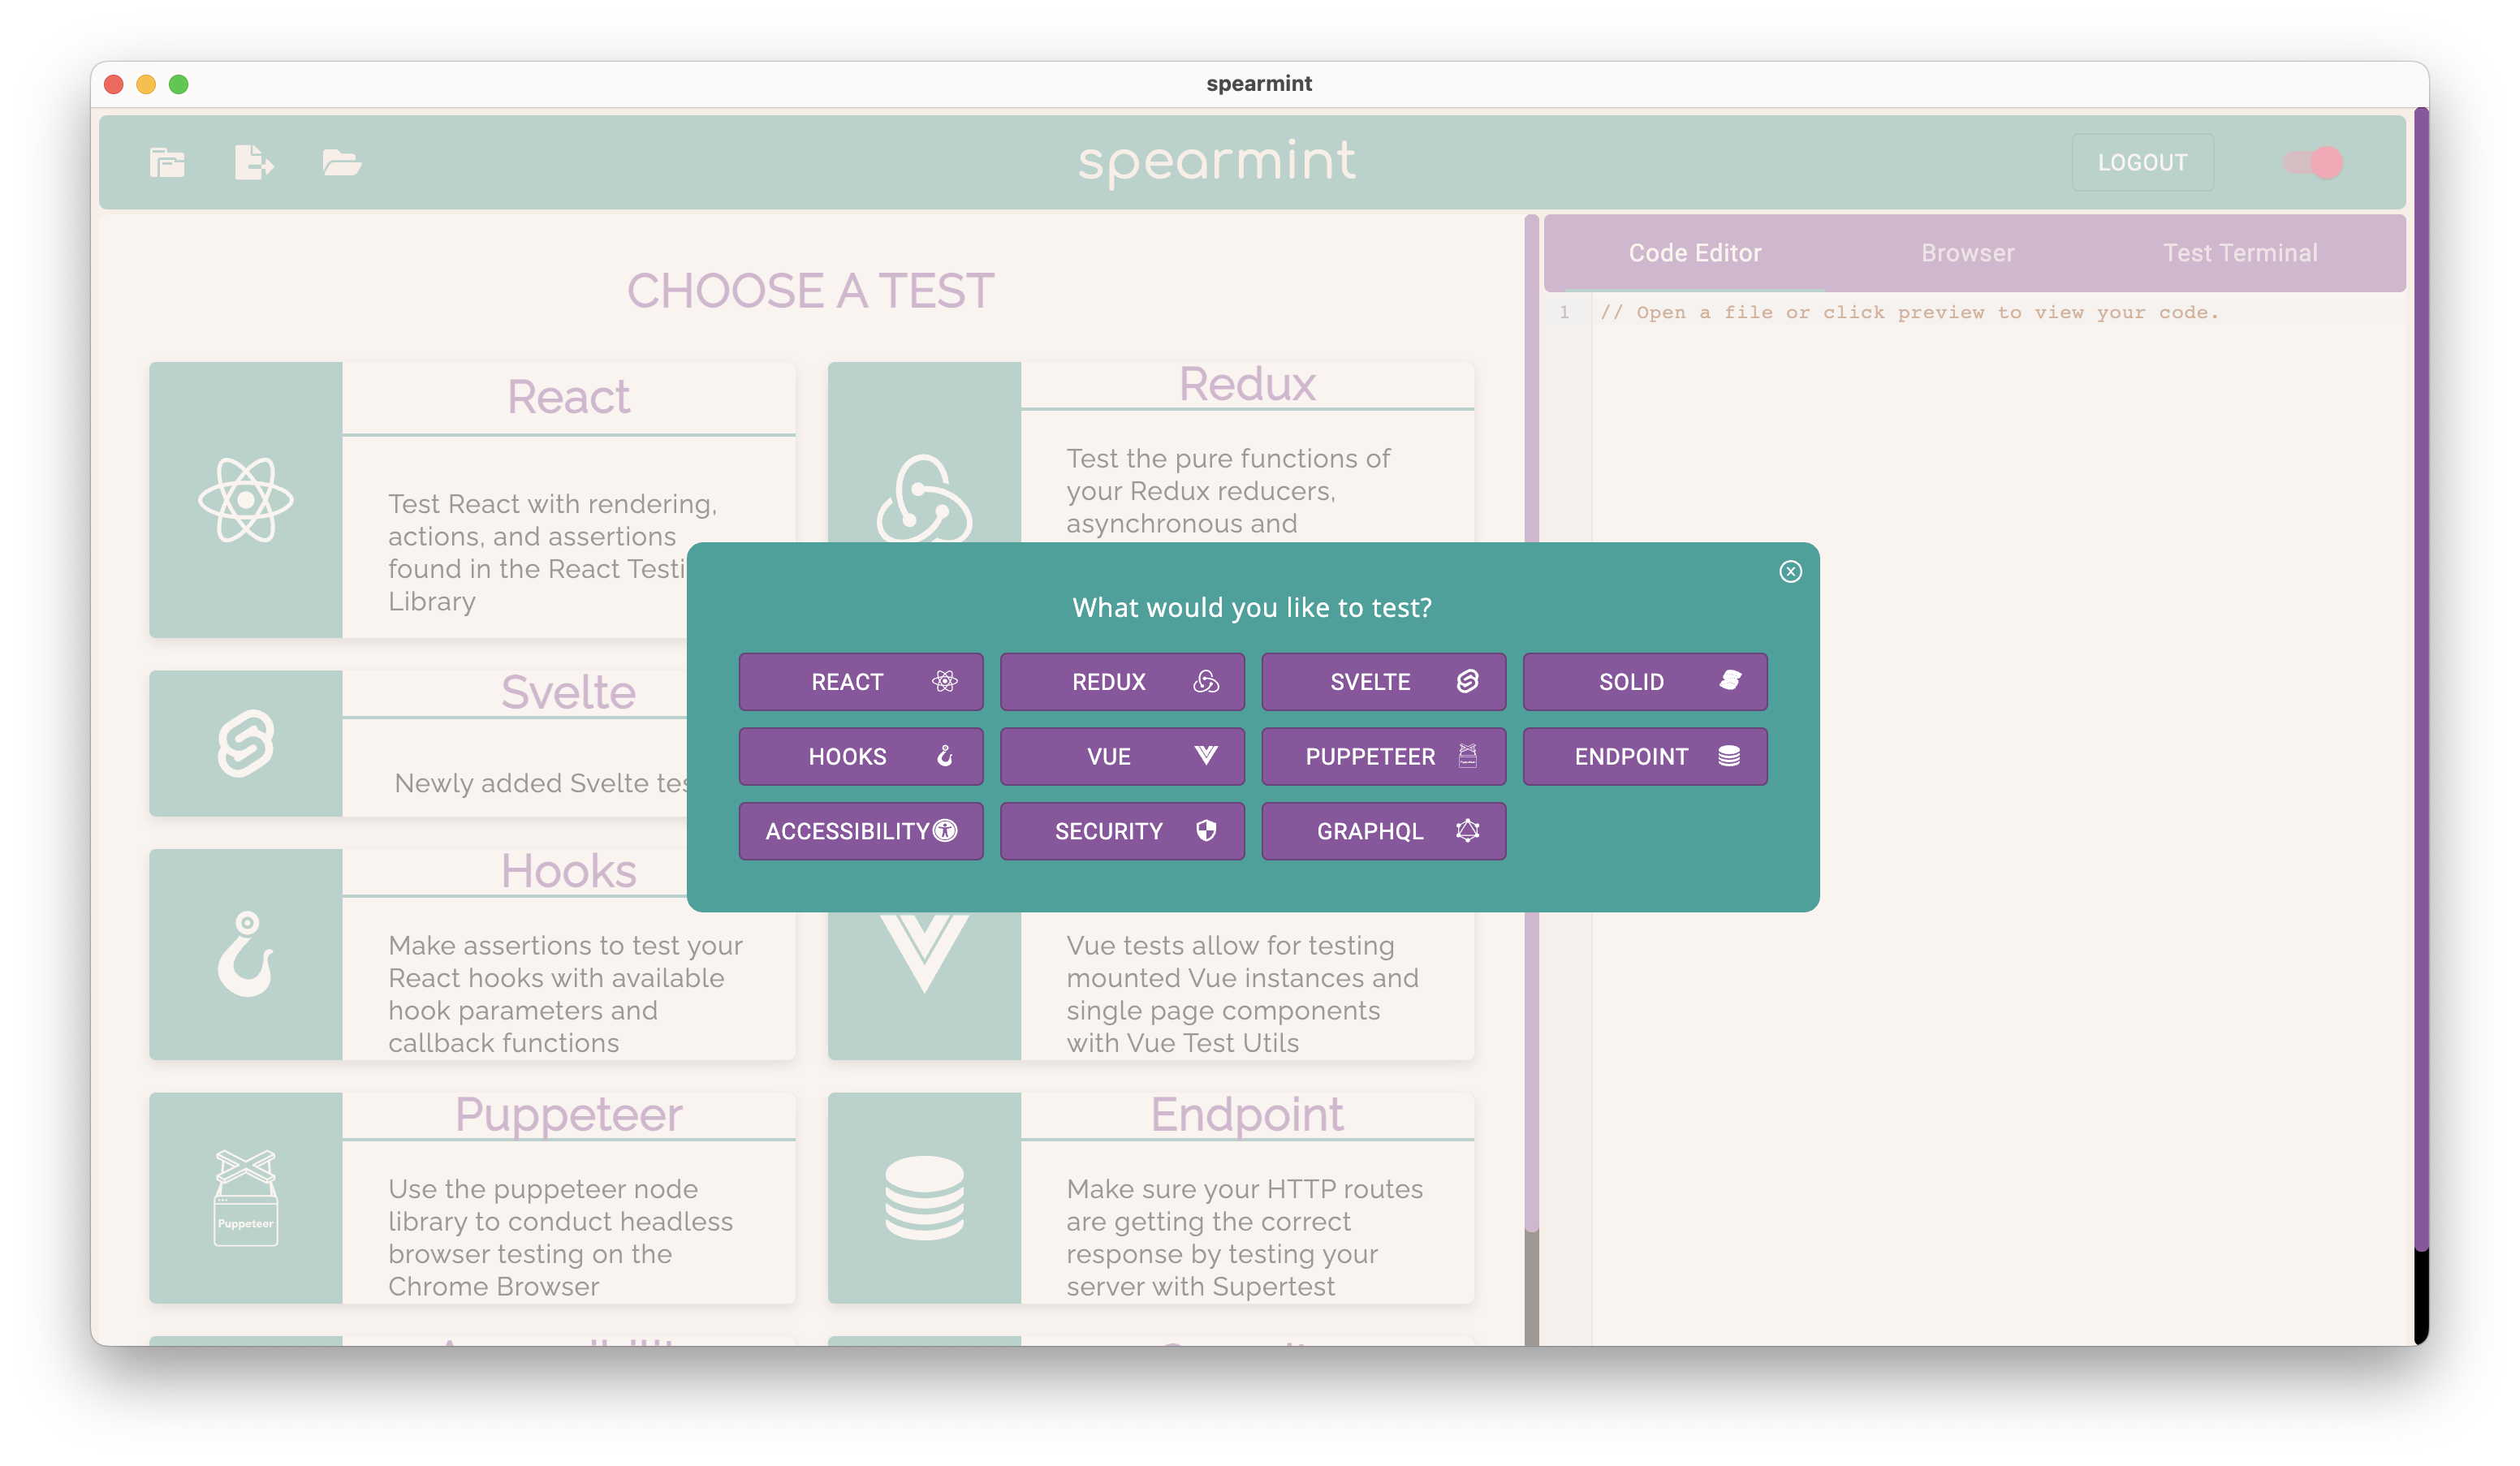 spearmint
spearmint
LOGOUT
CHOOSE A TEST
React
Test React with rendering,
actions, and assertions
found in the React Testi
Library
Redux
Test the pure functions of
your Redux reducers,
asynchronous and
Svelte
Newly added Svelte tes
Hooks
Make assertions to test your
React hooks with available
hook parameters and
callback functions
Vue tests allow for testing
mounted Vue instances and
single page components
with Vue Test Utils
Puppeteer
Puppeteer
Use the puppeteer node
library to conduct headless
browser testing on the
Chrome Browser
Endpoint
Make sure your HTTP routes
are getting the correct
response by testing your
server with Supertest
Code Editor
Browser
Test Terminal
1 // Open a file or click preview to view your code.
What would you like to test?
REACT
REDUX
SVELTE
SOLID
HOOKS
VUE
PUPPETEER
ENDPOINT
ACCESSIBILITY
SECURITY
GRAPHQL